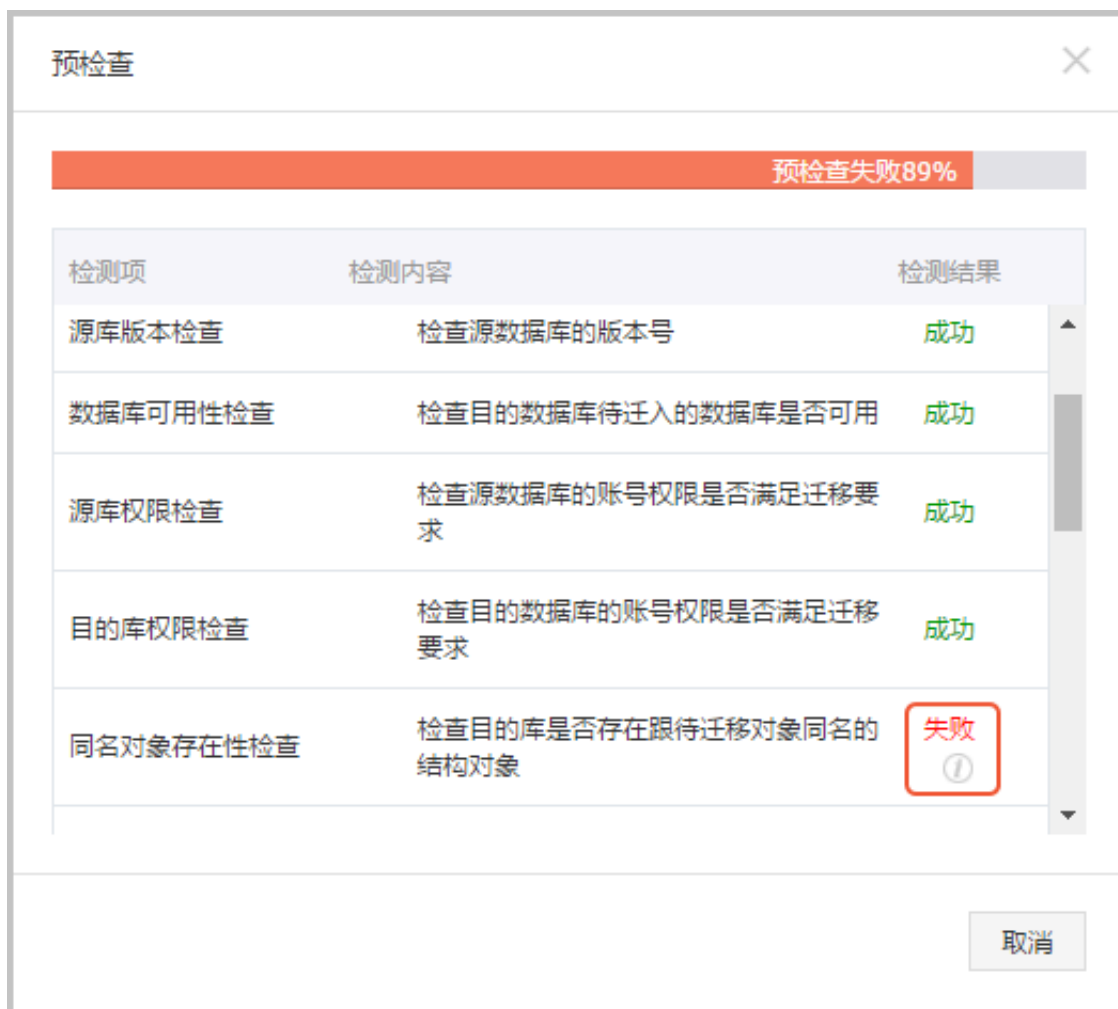 预检查
预检查失败89%
检测项 检测内容 检测结果
源库版本检查 检查源数据库的版本号 成功
数据库可用性检查 检查目的数据库待迁入的数据库是否可用 成功
源库权限检查 检查源数据库的账号权限是否满足迁移要
求 成功
目的库权限检查 检查目的数据库的账号权限是否满足迁移
要求 成功
同名对象存在性检查 检查目的库是否存在跟待迁移对象同名的
结构对象 失败
取消